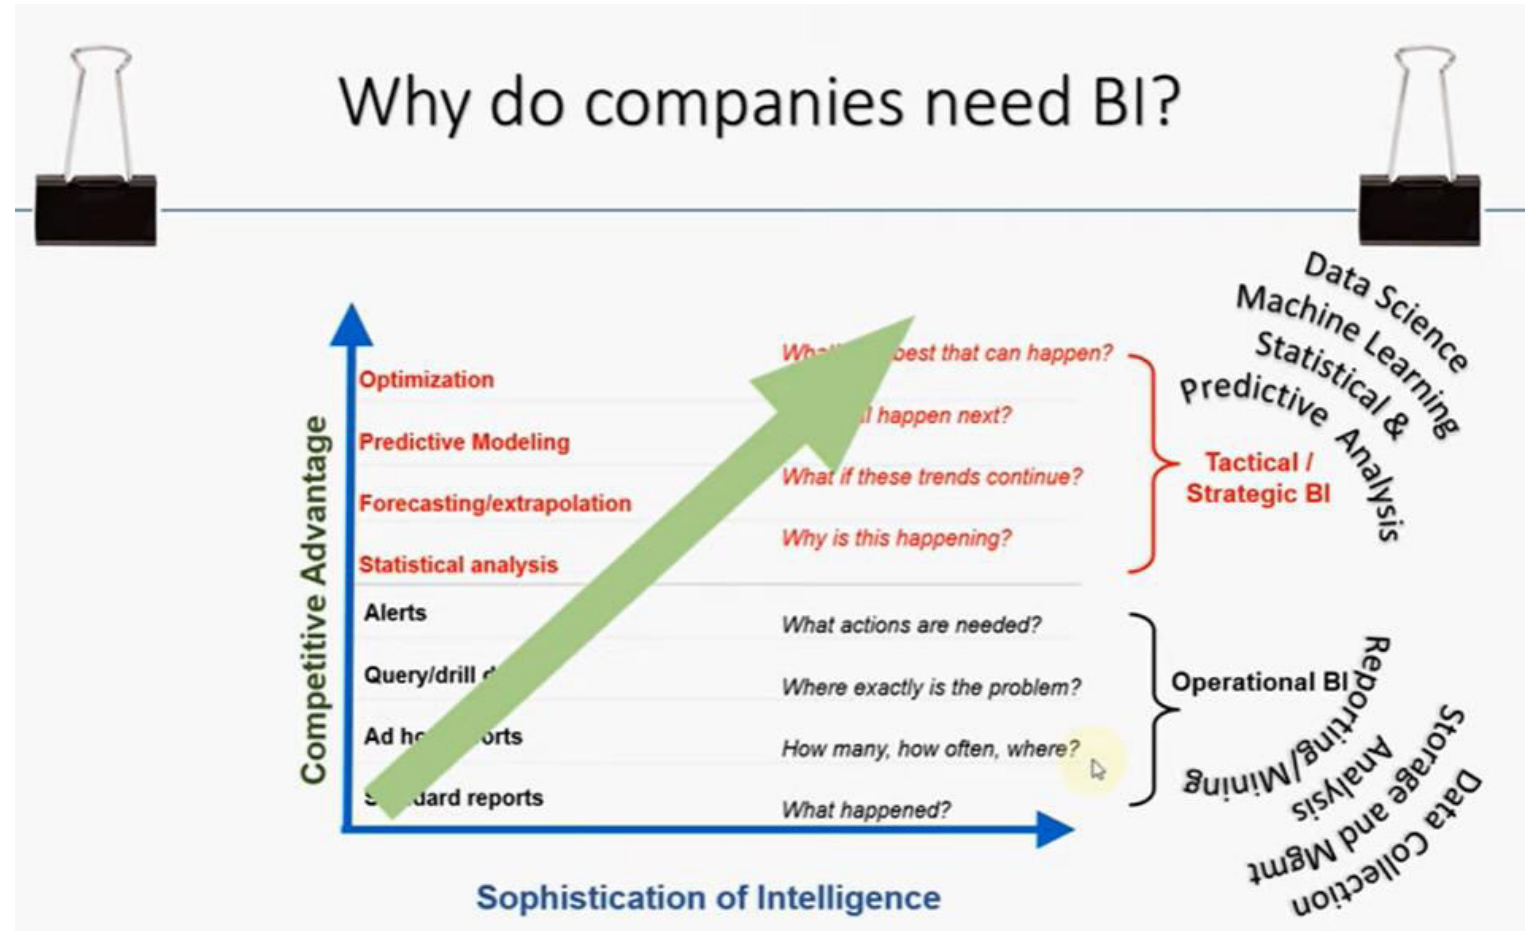 Why do companies need BI?
Competitive Advantage
Optimization
best that can happen?
Predictive Modeling
happen next?
Forecasting/extrapolation
What if these trends continue?
Statistical analysis
Why is this happening?
Alerts
What actions are needed?
Query/drill
Where exactly is the problem?
Ad
How many, how often, where?
reports
What happened?
Sophistication of Intelligence
Tactical /
Strategic BI
Operational BI
Data Science
Machine Learning
Statistical &
Predictive Analysis
Reporting/Mining
Analysis
Storage and Mgmt
Data Collection